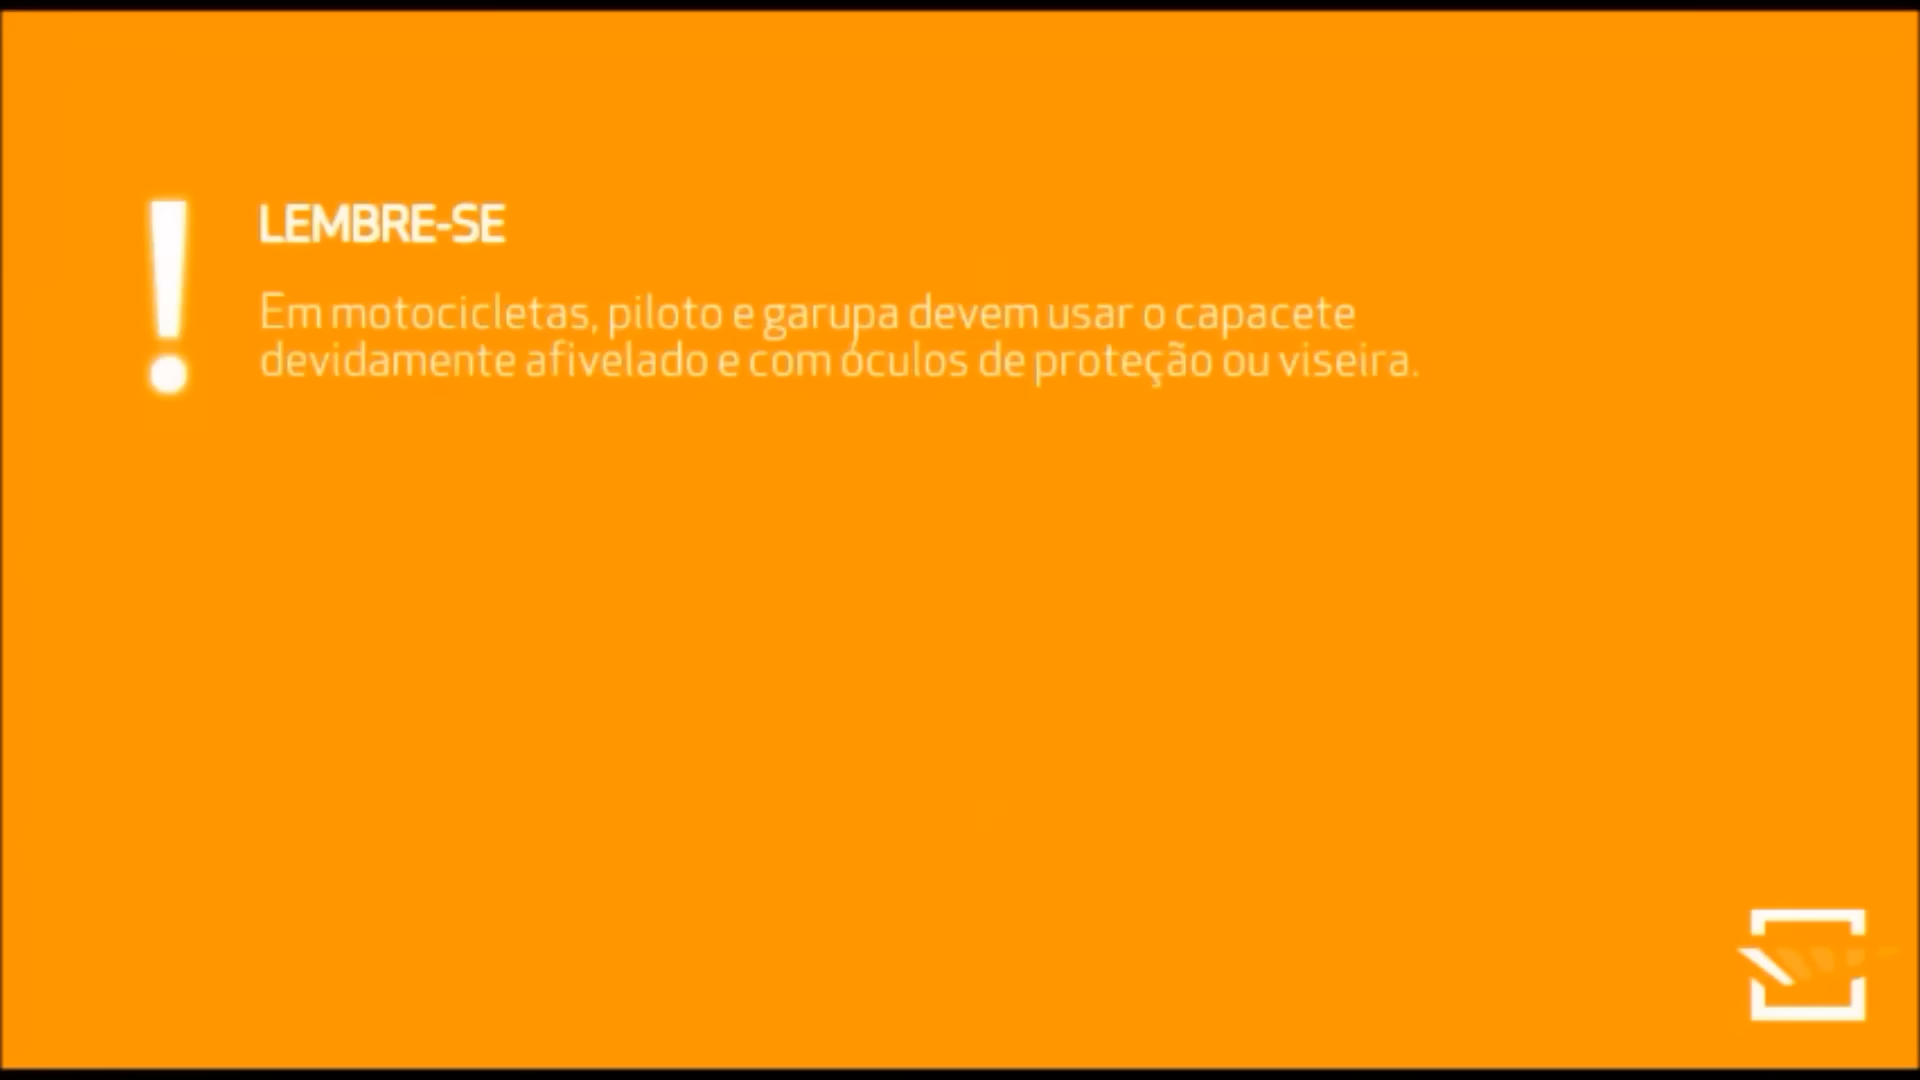 LEMBRE-SE
Em motocicletas, piloto e garupa devem usar o capacete
devidamente afivelado e com óculos de proteção ou viseira.